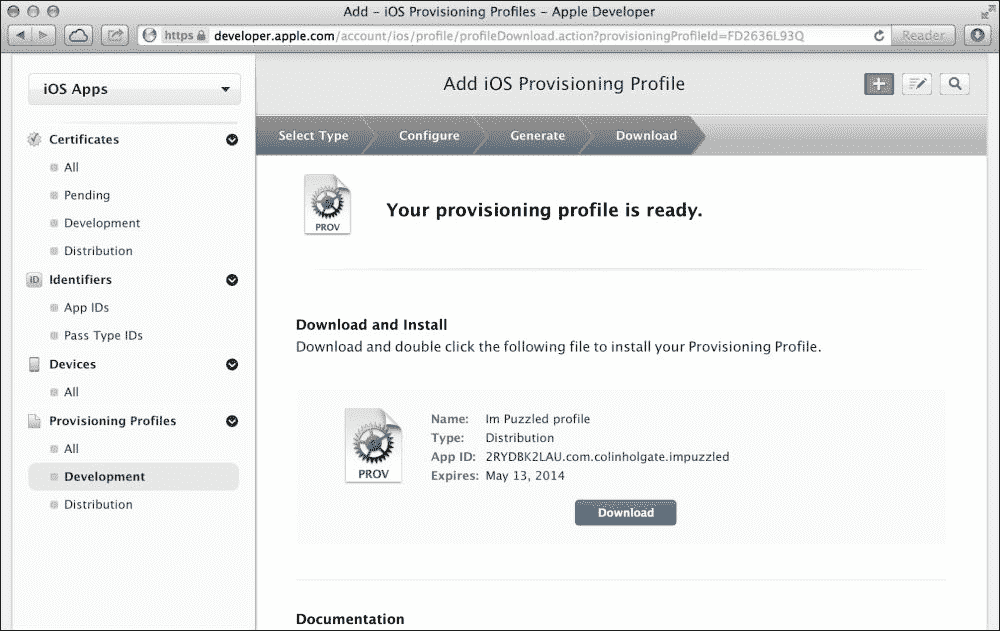 Add – iOS Provisioning Profiles – Apple Developer
https developer.apple.com/account/ios/profile/profileDownload.action?provisioningProfileId=FD2636L93Q
Reader
iOS Apps
Certificates
All
Pending
Development
Distribution
iD Identifiers
App IDs
Pass Type IDs
Devices
All
Provisioning Profiles
All
Development
Distribution
Add iOS Provisioning Profile
Select Type Configure Generate Download
PROV
Your provisioning profile is ready.
Download and Install
Download and double click the following file to install your Provisioning Profile.
PROV
Name: Im Puzzled profile
Type: Distribution
App ID: 2RYDBK2LAU.com.colinholgate.impuzzled
Expires: May 13, 2014
Download
Documentation